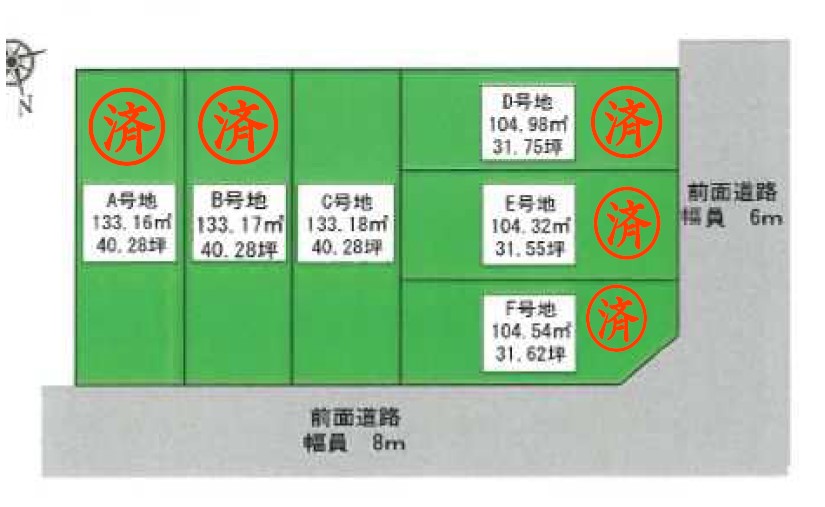 N
済
A号地
133.16㎡
40.28坪
済
B号地
133.17㎡
40.28坪
C号地
133.18㎡
40.28坪
D号地
104.98㎡
31.75坪
済
E号地
104.32㎡
31.55坪
済
F号地
104.54㎡
31.62坪
済
前面道路
幅員　6m
前面道路
幅員　8m